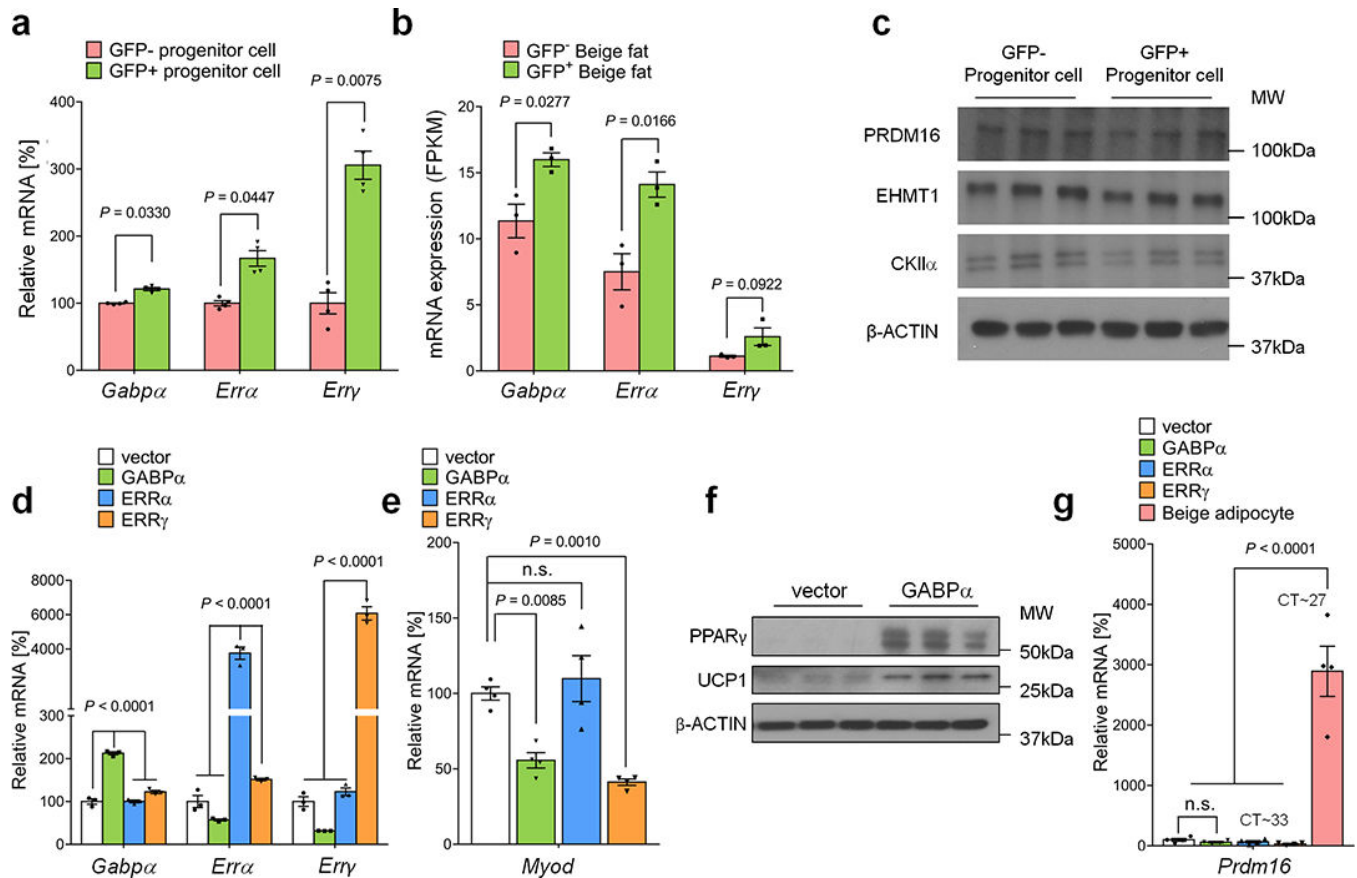 a
GFP- progenitor cell
GFP+ progenitor cell
Relative mRNA [%]
400
300
200
100
0
P = 0.0330
P = 0.0447
P = 0.0075
Gabpα
Errα
Errγ
b
GFP⁻ Beige fat
GFP⁺ Beige fat
mRNA expression (FPKM)
20
15
10
5
0
P = 0.0277
P = 0.0166
P = 0.0922
Gabpα
Errα
Errγ
c
GFP-
Progenitor cell
GFP+
Progenitor cell
MW
PRDM16
100kDa
EHMT1
100kDa
CKIIα
37kDa
β-ACTIN
37kDa
d
vector
GABPα
ERRα
ERRγ
Relative mRNA [%]
8000
6000
4000
300
200
100
0
P < 0.0001
P < 0.0001
P < 0.0001
Gabpα
Errα
Errγ
e
vector
GABPα
ERRα
ERRγ
Relative mRNA [%]
200
150
100
50
0
P = 0.0010
n.s.
P = 0.0085
Myod
f
vector
GABPα
MW
PPARγ
50kDa
UCP1
25kDa
β-ACTIN
37kDa
g
vector
GABPα
ERRα
ERRγ
Beige adipocyte
Relative mRNA [%]
5000
4000
3000
2000
1000
0
P < 0.0001
CT~27
n.s.
CT~33
Prdm16